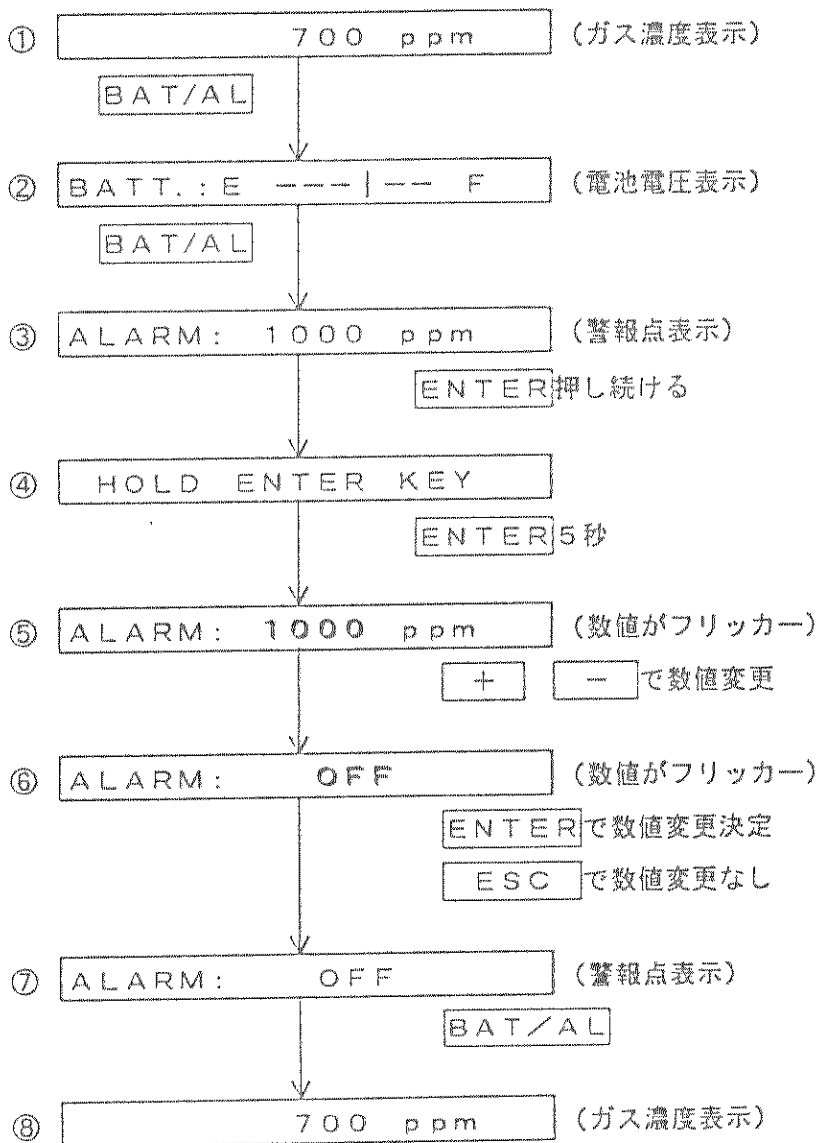 ① 700 ppm (ガス濃度表示)
BAT/AL
② BATT.:E ---|-- F (電池電圧表示)
BAT/AL
③ ALARM: 1000 ppm (警報点表示)
ENTER押し続ける
④ HOLD ENTER KEY
ENTER5秒
⑤ ALARM: 1000 ppm (数値がフリッカー)
+ - で数値変更
⑥ ALARM: OFF (数値がフリッカー)
ENTERで数値変更決定
ESCで数値変更なし
⑦ ALARM: OFF (警報点表示)
BAT/AL
⑧ 700 ppm (ガス濃度表示)